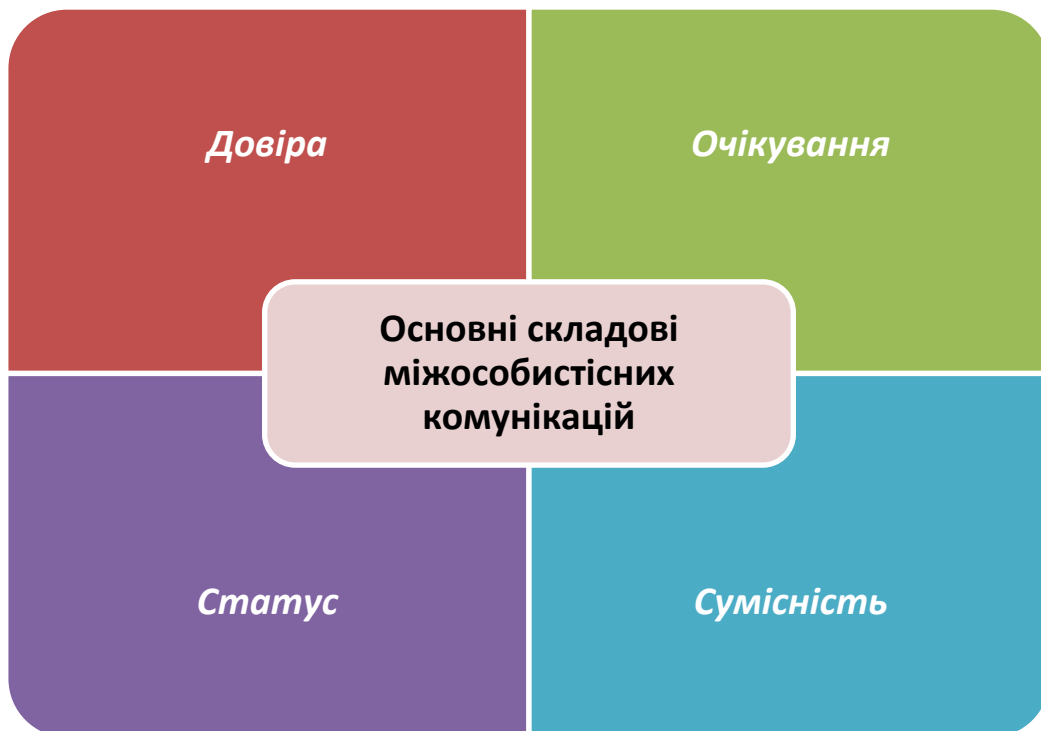 Довіра
Очікування
Основні складові
міжособистісних
комунікацій
Статус
Сумісність